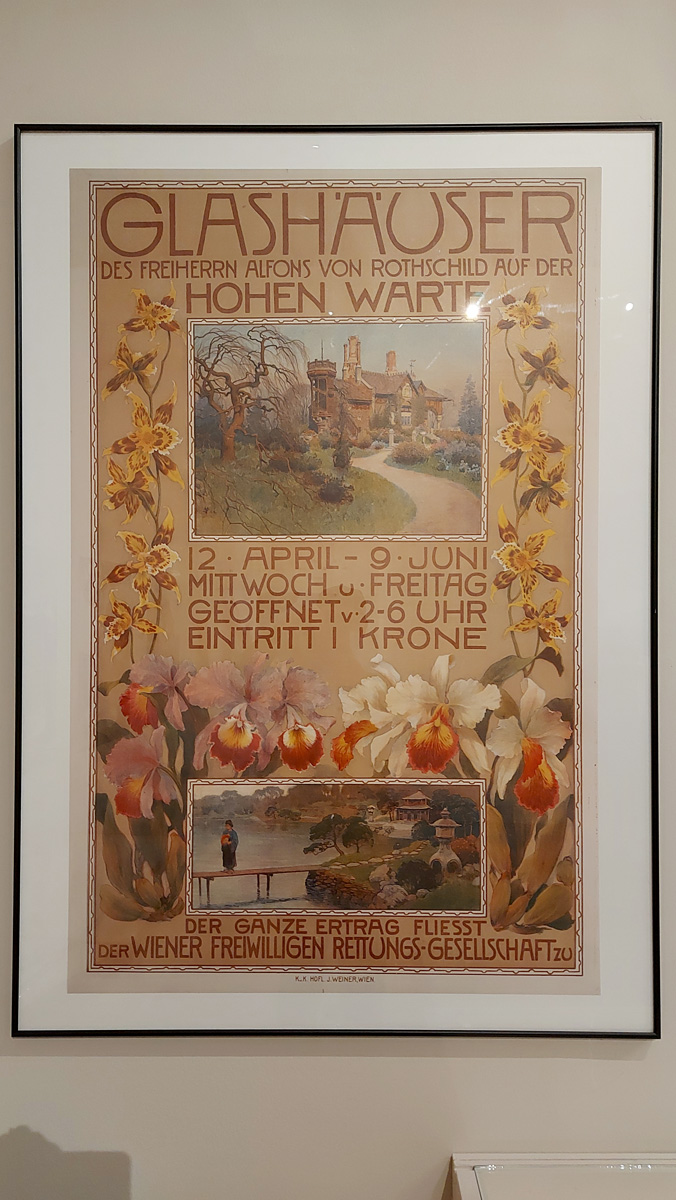 GLASHÄUSER
DES FREIHERRN ALFONS VON ROTHSCHILD AUF DER
HOHEN WARTE
12 · APRIL - 9 · JUNI
MITTWOCH u · FREITAG
GEÖFFNET v · 2-6 UHR
EINTRITT 1 KRONE
DER GANZE ERTRAG FLIESST
DER WIENER FREIWILLIGEN RETTUNGS-GESELLSCHAFT ZU
K.K. HOFL. J. WEINER, WIEN.